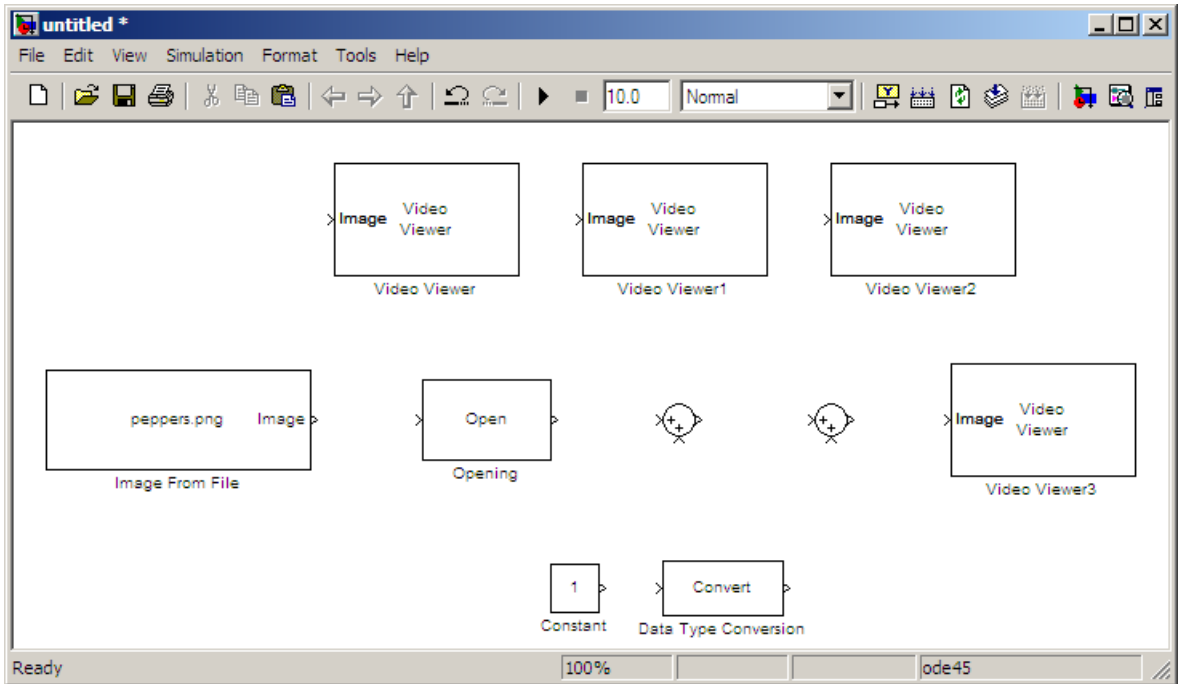 untitled *
File Edit View Simulation Format Tools Help
10.0 Normal
Image Video Viewer
Video Viewer
Image Video Viewer
Video Viewer1
Image Video Viewer
Video Viewer2
peppers.png Image
Image From File
Open
Opening
Image Video Viewer
Video Viewer3
1
Constant
Convert
Data Type Conversion
Ready 100% ode45